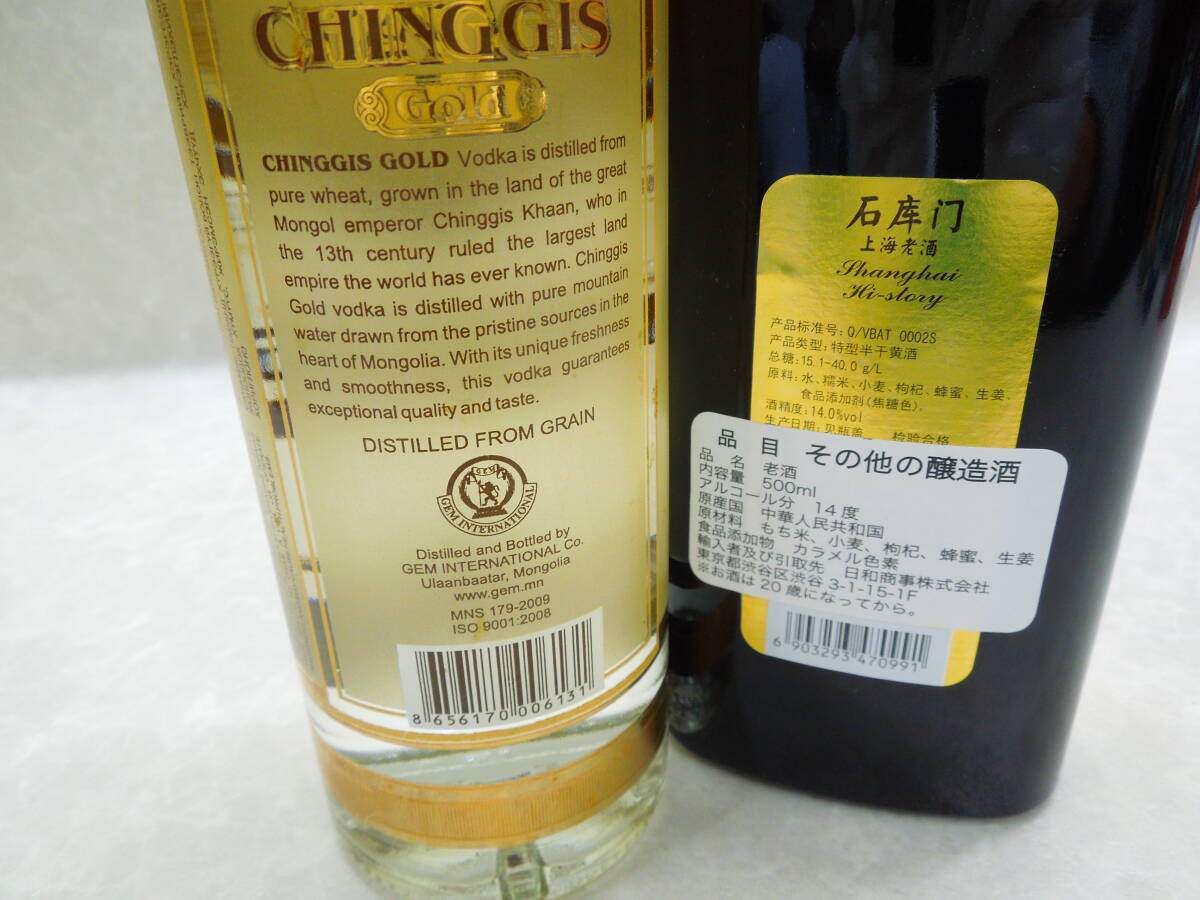 CHINGGIS
Gold
CHINGGIS GOLD Vodka is distilled from
pure wheat, grown in the land of the great
Mongol emperor Chinggis Khaan, who in
the 13th century ruled the largest land
empire the world has ever known. Chinggis
Gold vodka is distilled with pure mountain
water drawn from the pristine sources in the
heart of Mongolia. With its unique freshness
and smoothness, this vodka guarantees
exceptional quality and taste.
DISTILLED FROM GRAIN
GEM
GEM INTERNATIONAL
Distilled and Bottled by
GEM INTERNATIONAL Co.
Ulaanbaatar, Mongolia
www.gem.mn
MNS 179-2009
ISO 9001:2008
8 656170 006131
石库门
上海老酒
Shanghai
Hi-story
产品标准号: Q/VBAT 0002S
产品类型: 特型半干黄酒
总糖: 15.1-40.0 g/L
原料: 水、糯米、小麦、枸杞、蜂蜜、生姜、
食品添加剂(焦糖色)。
酒精度: 14.0%vol
生产日期: 见瓶盖 检验合格
品目 その他の醸造酒
品名 老酒
内容量 500ml
アルコール分 14度
原産国 中華人民共和国
原材料 もち米、小麦、枸杞、蜂蜜、生姜
食品添加物 カラメル色素
輸入者及び引取先 日和商事株式会社
東京都渋谷区渋谷 3-1-15-1F
※お酒は20歳になってから。
6 903293 470991